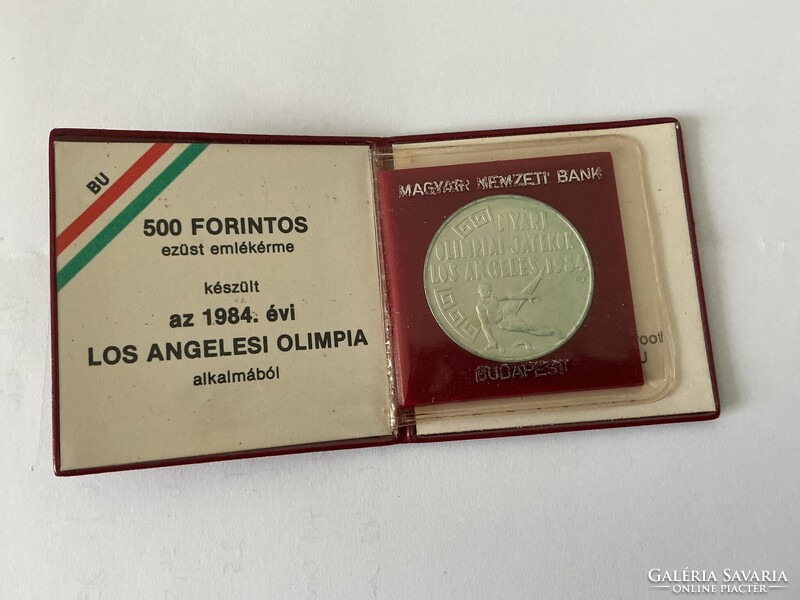 BU
500 FORINTOS
ezüst emlékérme
készült
az 1984. évi
LOS ANGELESI OLIMPIA
alkalmából
MAGYAR NEMZETI BANK
NYÁRI
OLIMPIAI JÁTÉKOK
LOS ANGELES 1984
BUDAPEST
GALÉRIA SAVARIA
ONLINE PIACTÉR